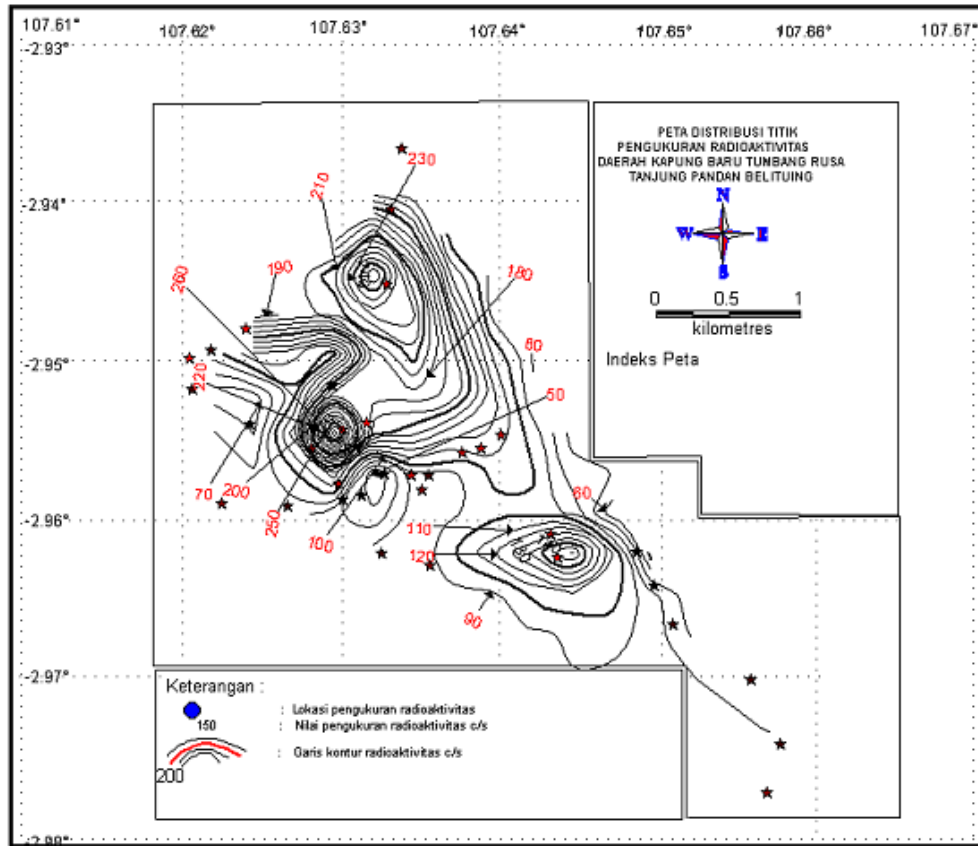 107.61°
107.62°
107.63°
107.64°
107.65°
107.66°
107.67°
-2.93°
-2.94°
-2.95°
-2.96°
-2.97°
-2.98°
PETA DISTRIBUSI TITIK
PENGUKURAN RADIOAKTIVITAS
DAERAH KAPUNG BARU TUMBANG RUSA
TANJUNG PANDAN BELITUING
N
W
E
S
0 0.5 1
kilometres
Indeks Peta
230
210
190
260
180
80
220
50
70
200
250
100
60
110
120
90
Keterangan :
: Lokasi pengukuran radioaktivitas
150 : Nilai pengukuran radioaktivitas c/s
: Garis kontur radioaktivitas c/s
200